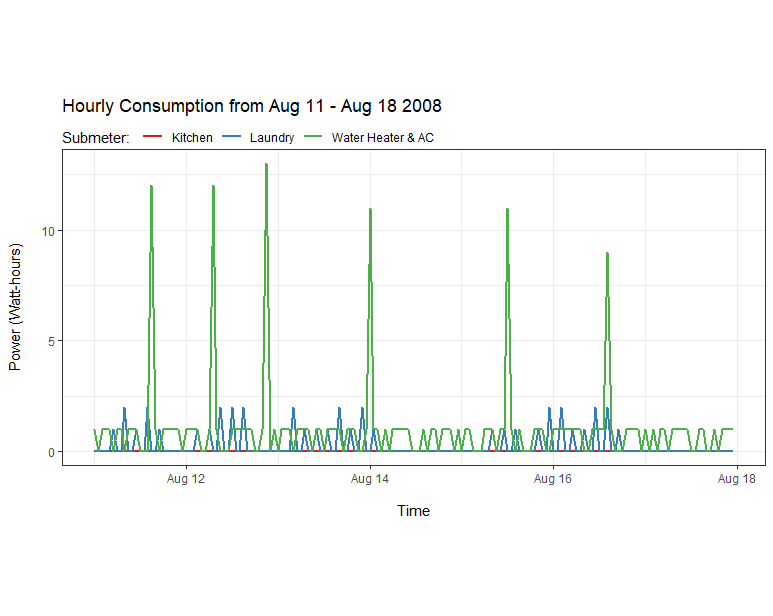 Hourly Consumption from Aug 11 - Aug 18 2008
Submeter: Kitchen Laundry Water Heater & AC
Power (Watt-hours)
10
5
0
Aug 12 Aug 14 Aug 16 Aug 18
Time